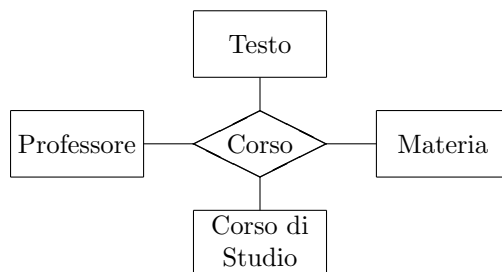 Testo
Professore
Corso
Materia
Corso di
Studio